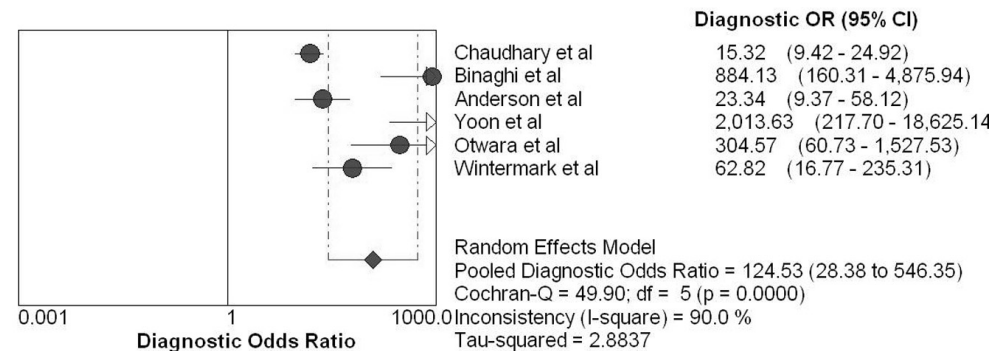 Diagnostic OR (95% CI)
Chaudhary et al 15.32 (9.42 - 24.92)
Binaghi et al 884.13 (160.31 - 4,875.94)
Anderson et al 23.34 (9.37 - 58.12)
Yoon et al 2,013.63 (217.70 - 18,625.14
Otwara et al 304.57 (60.73 - 1,527.53)
Wintermark et al 62.82 (16.77 - 235.31)
Random Effects Model
Pooled Diagnostic Odds Ratio = 124.53 (28.38 to 546.35)
Cochran-Q = 49.90; df = 5 (p = 0.0000)
0.001 1 1000.0 Inconsistency (I-square) = 90.0 %
Diagnostic Odds Ratio Tau-squared = 2.8837